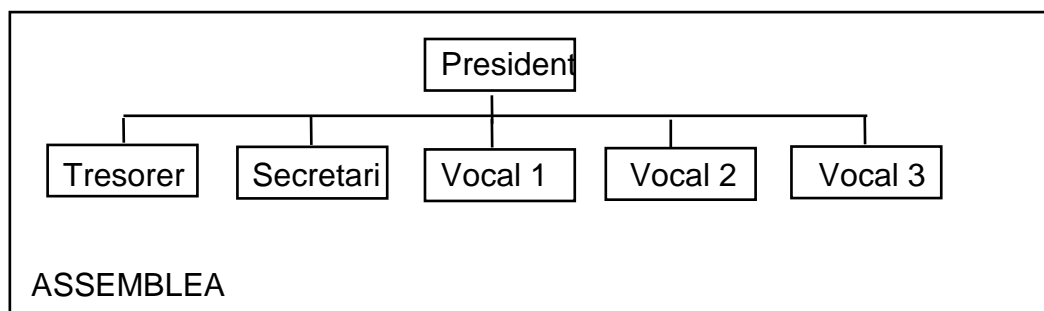 President
Tresorer Secretari Vocal 1 Vocal 2 Vocal 3
ASSEMBLEA